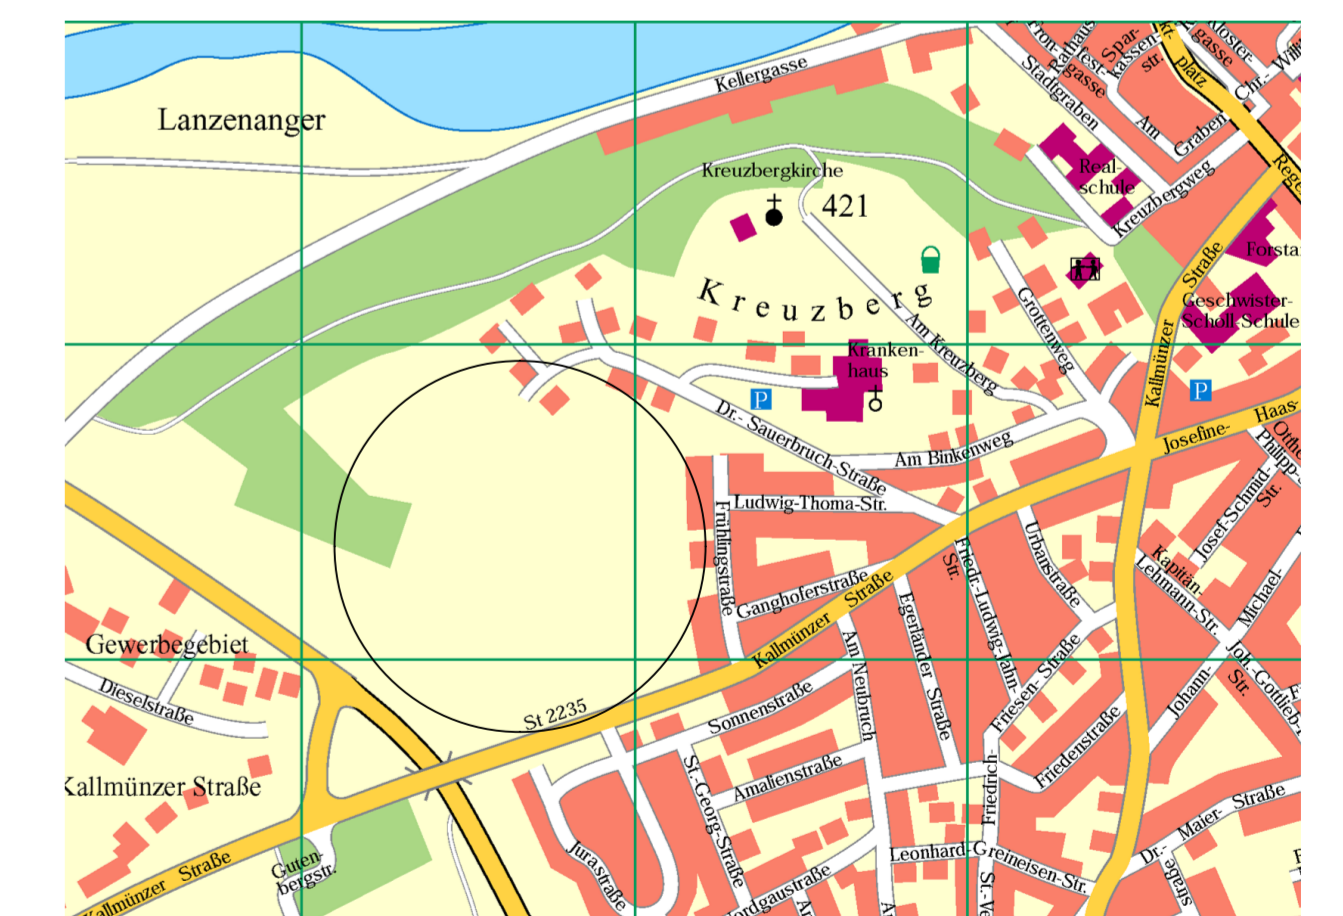 Kloster-
gasse
Rathaus
Fron-
fest-
gasse
Spar-
kassen-
str.
platz
Chr.-
Stadtgraben
Kellergasse
Am
Graben
Lanzenanger
Real-
schule
Kreuzbergweg
Kreuzbergkirche
421
Forsta
Kreuzberg
Straße
Geschwister-
Scholl-Schule
Grottenweg
Am Kreuzberg
Kranken-
haus
Kallmünzer
P
P
Dr.- Sauerbruch-Straße
Josefine-
Haas-
Am Binkenweg
Philipp-
Josef-Schmid-
Str.
Ludwig-Thoma-Str.
Frühlingstraße
Urbanstraße
Friedr.-Ludwig-Jahn-
Str.
Kapitän-
Lehmann-Str.
Michael-
Ganghoferstraße
Kallmünzer Straße
Egerländer Straße
Am Neubruch
Friesen- Straße
Joh.-Gottlieb-
Str.
Johann-
Gewerbegebiet
Dieselstraße
St 2235
Sonnenstraße
Friedenstraße
Kallmünzer Straße
St.-Georg-Straße
Amalienstraße
Friedrich-
Dr.- Maier- Straße
Kallmünzer Straße
Guten-
bergstr.
Jurastraße
Leonhard-Greineisen-Str.